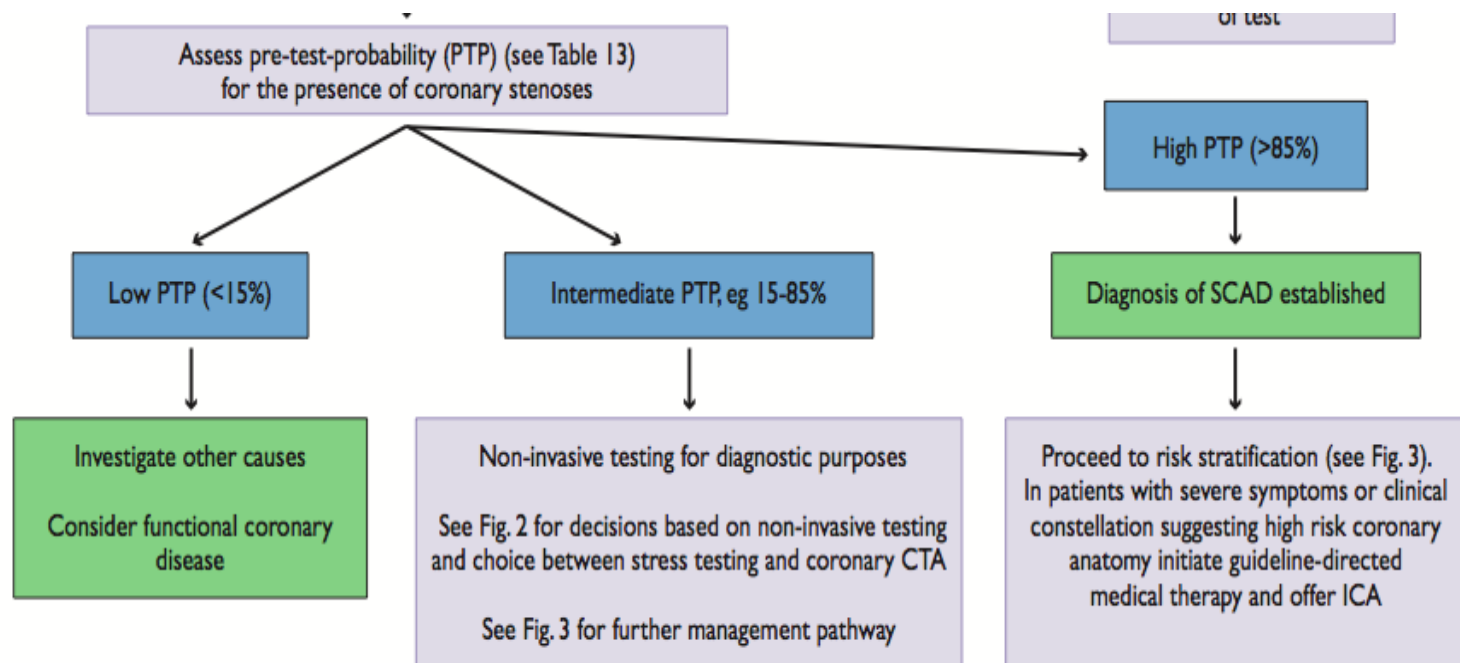 of test
Assess pre-test-probability (PTP) (see Table 13)
for the presence of coronary stenoses
High PTP (>85%)
Low PTP (<15%)
Intermediate PTP, eg 15-85%
Diagnosis of SCAD established
Investigate other causes
Consider functional coronary
disease
Non-invasive testing for diagnostic purposes
See Fig. 2 for decisions based on non-invasive testing
and choice between stress testing and coronary CTA
See Fig. 3 for further management pathway
Proceed to risk stratification (see Fig. 3).
In patients with severe symptoms or clinical
constellation suggesting high risk coronary
anatomy initiate guideline-directed
medical therapy and offer ICA